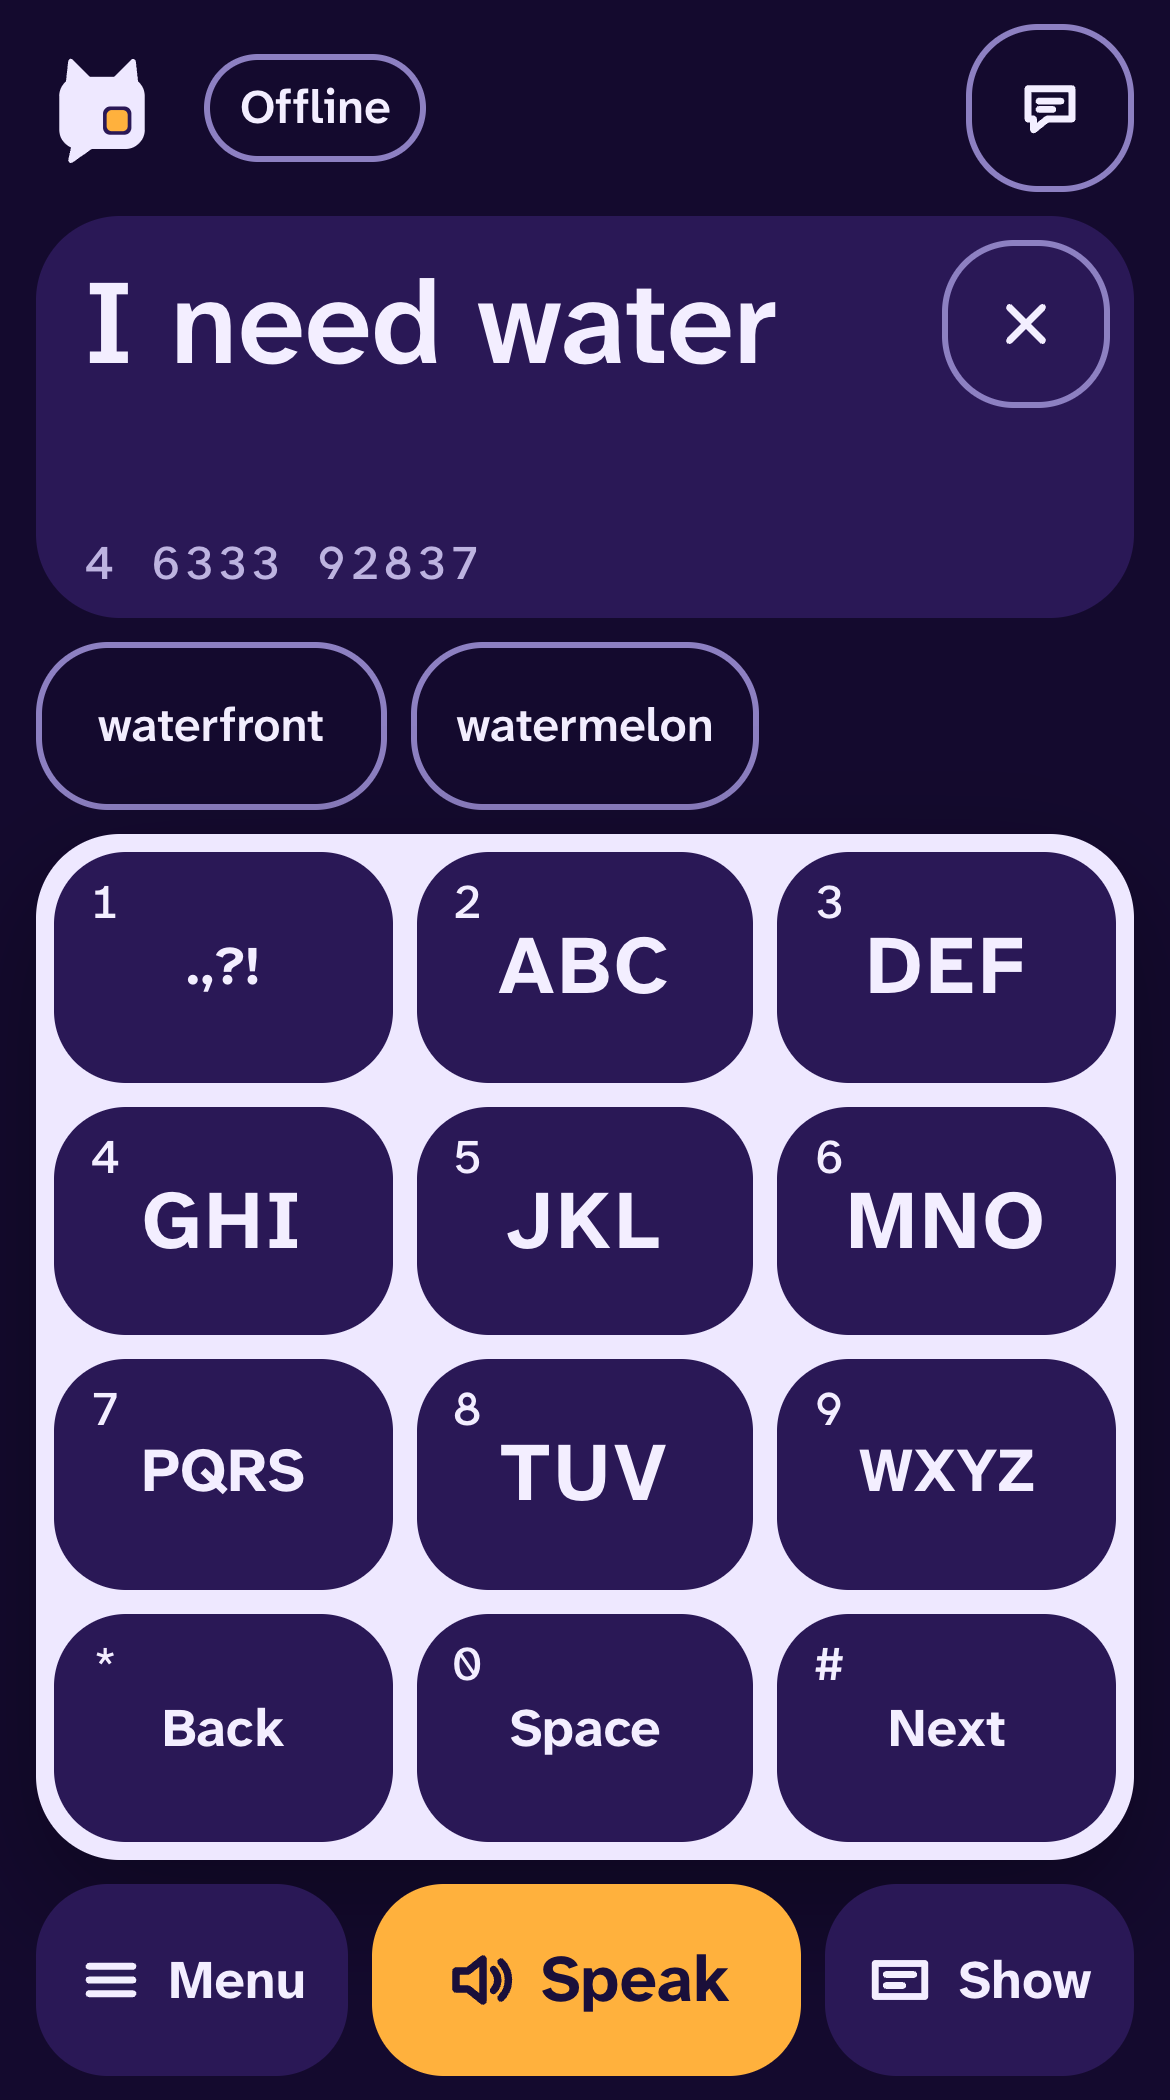 Offline
I need water
4 6333 92837
waterfront watermelon
1 2 3
.,?! ABC DEF
4 5 6
GHI JKL MNO
7 8 9
PQRS TUV WXYZ
* 0 #
Back Space Next
Menu Speak Show